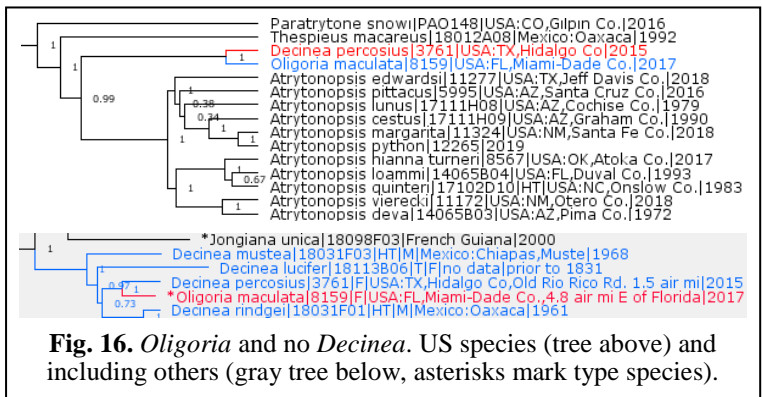 Paratrytone snowi|PAO148|USA:CO,Gilpin Co.|2016
Thespieus macareus|18012A08|Mexico:Oaxaca|1992
1
Decinea percosius|3761|USA:TX,Hidalgo Co|2015
1
1
Oligoria maculata|8159|USA:FL,Miami-Dade Co.|2017
Atrytonopsis edwardsi|11277|USA:TX,Jeff Davis Co.|2018
1
Atrytonopsis pittacus|5995|USA:AZ,Santa Cruz Co.|2016
0.99
0.38
Atrytonopsis lunus|17111H08|USA:AZ,Cochise Co.|1979
0.34
Atrytonopsis cestus|17111H09|USA:AZ,Graham Co.|1990
1
1
1
Atrytonopsis margarita|11324|USA:NM,Santa Fe Co.|2018
Atrytonopsis python|12265|2019
Atrytonopsis hianna turneri|8567|USA:OK,Atoka Co.|2017
1
Atrytonopsis loammi|14065B04|USA:FL,Duval Co.|1993
0.67
1
Atrytonopsis quinteri|17102D10|HT|USA:NC,Onslow Co.|1983
Atrytonopsis vierecki|11172|USA:NM,Otero Co.|2018
1
Atrytonopsis deva|14065B03|USA:AZ,Pima Co.|1972
*Jongiana unica|18098F03|French Guiana|2000
1
Decinea mustea|18031F03|HT|M|Mexico:Chiapas,Muste|1968
Decinea lucifer|18113B06|T|F|no data|prior to 1831
1
0.97
Decinea percosius|3761|F|USA:TX,Hidalgo Co,Old Rio Rico Rd. 1.5 air mi|2015
1
*Oligoria maculata|8159|F|USA:FL,Miami-Dade Co.,4.8 air mi E of Florida|2017
0.73
Decinea rindgei|18031F01|HT|M|Mexico:Oaxaca|1961
1
Fig. 16. Oligoria and no Decinea. US species (tree above) and
including others (gray tree below, asterisks mark type species).